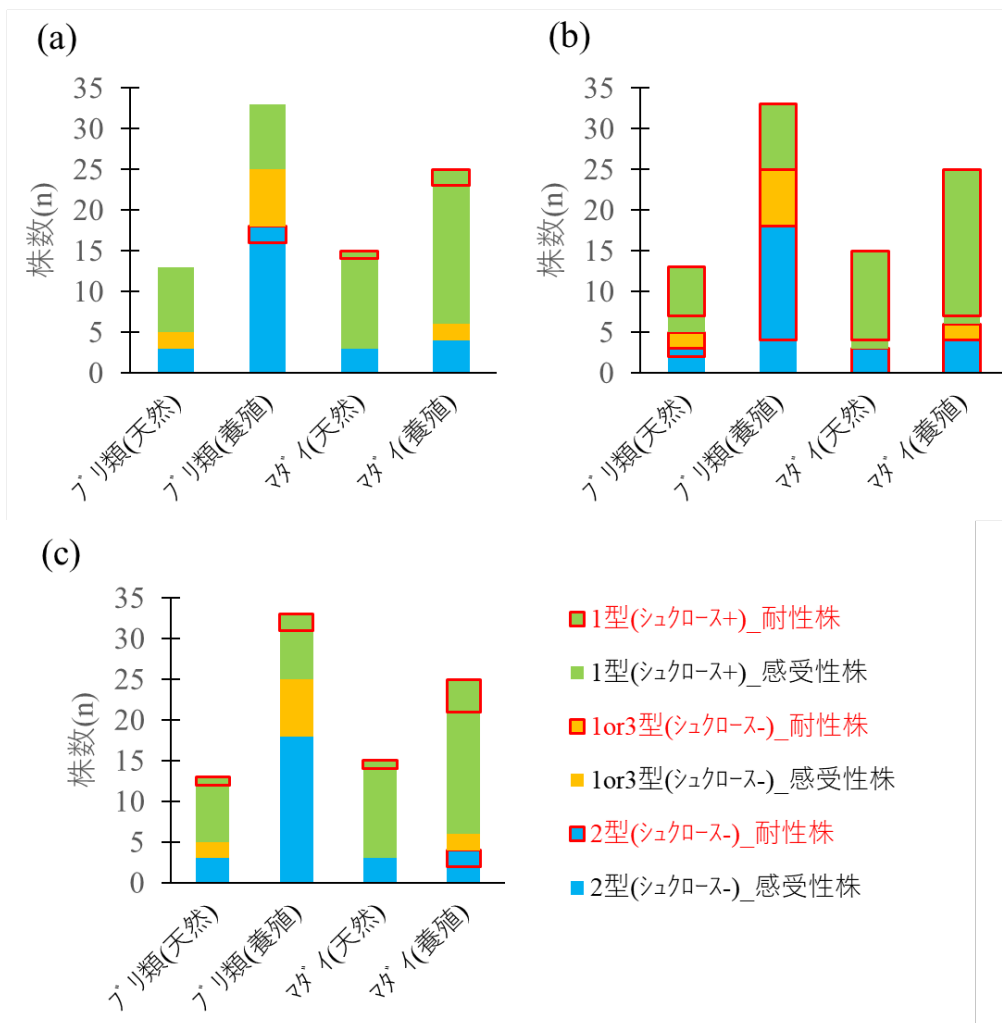 (a)
35
30
25
20
15
10
5
0
株数(n)
ﾌﾞﾘ類(天然)
ﾌﾞﾘ類(養殖)
ﾏﾀﾞｲ(天然)
ﾏﾀﾞｲ(養殖)
(b)
35
30
25
20
15
10
5
0
株数(n)
ﾌﾞﾘ類(天然)
ﾌﾞﾘ類(養殖)
ﾏﾀﾞｲ(天然)
ﾏﾀﾞｲ(養殖)
(c)
35
30
25
20
15
10
5
0
株数(n)
ﾌﾞﾘ類(天然)
ﾌﾞﾘ類(養殖)
ﾏﾀﾞｲ(天然)
ﾏﾀﾞｲ(養殖)
1型(ｼｭｸﾛｰｽ+)_耐性株
1型(ｼｭｸﾛｰｽ+)_感受性株
1or3型(ｼｭｸﾛｰｽ-)_耐性株
1or3型(ｼｭｸﾛｰｽ-)_感受性株
2型(ｼｭｸﾛｰｽ-)_耐性株
2型(ｼｭｸﾛｰｽ-)_感受性株